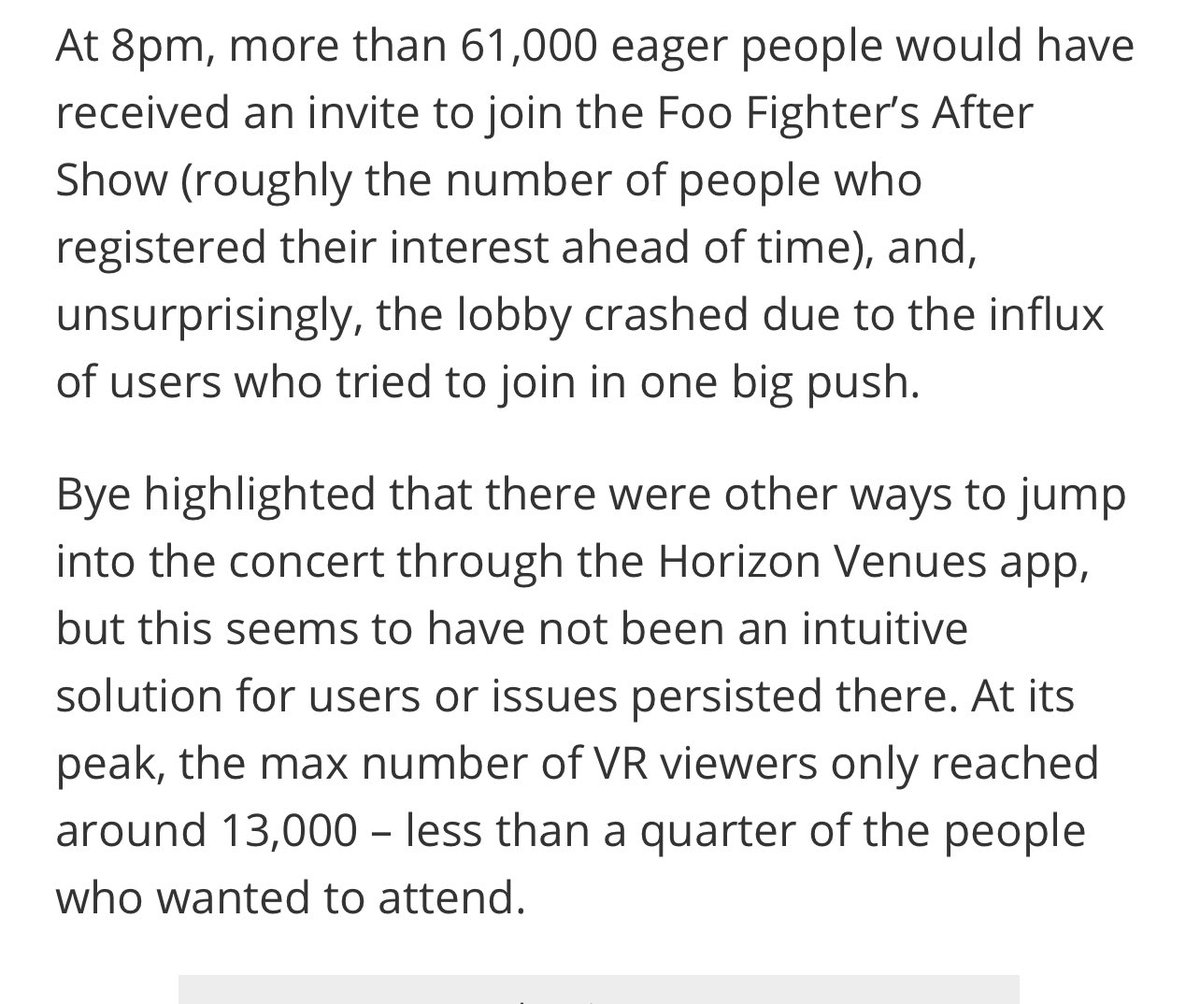 At 8pm, more than 61,000 eager people would have
received an invite to join the Foo Fighter’s After
Show (roughly the number of people who
registered their interest ahead of time), and,
unsurprisingly, the lobby crashed due to the influx
of users who tried to join in one big push.
Bye highlighted that there were other ways to jump
into the concert through the Horizon Venues app,
but this seems to have not been an intuitive
solution for users or issues persisted there. At its
peak, the max number of VR viewers only reached
around 13,000 – less than a quarter of the people
who wanted to attend.